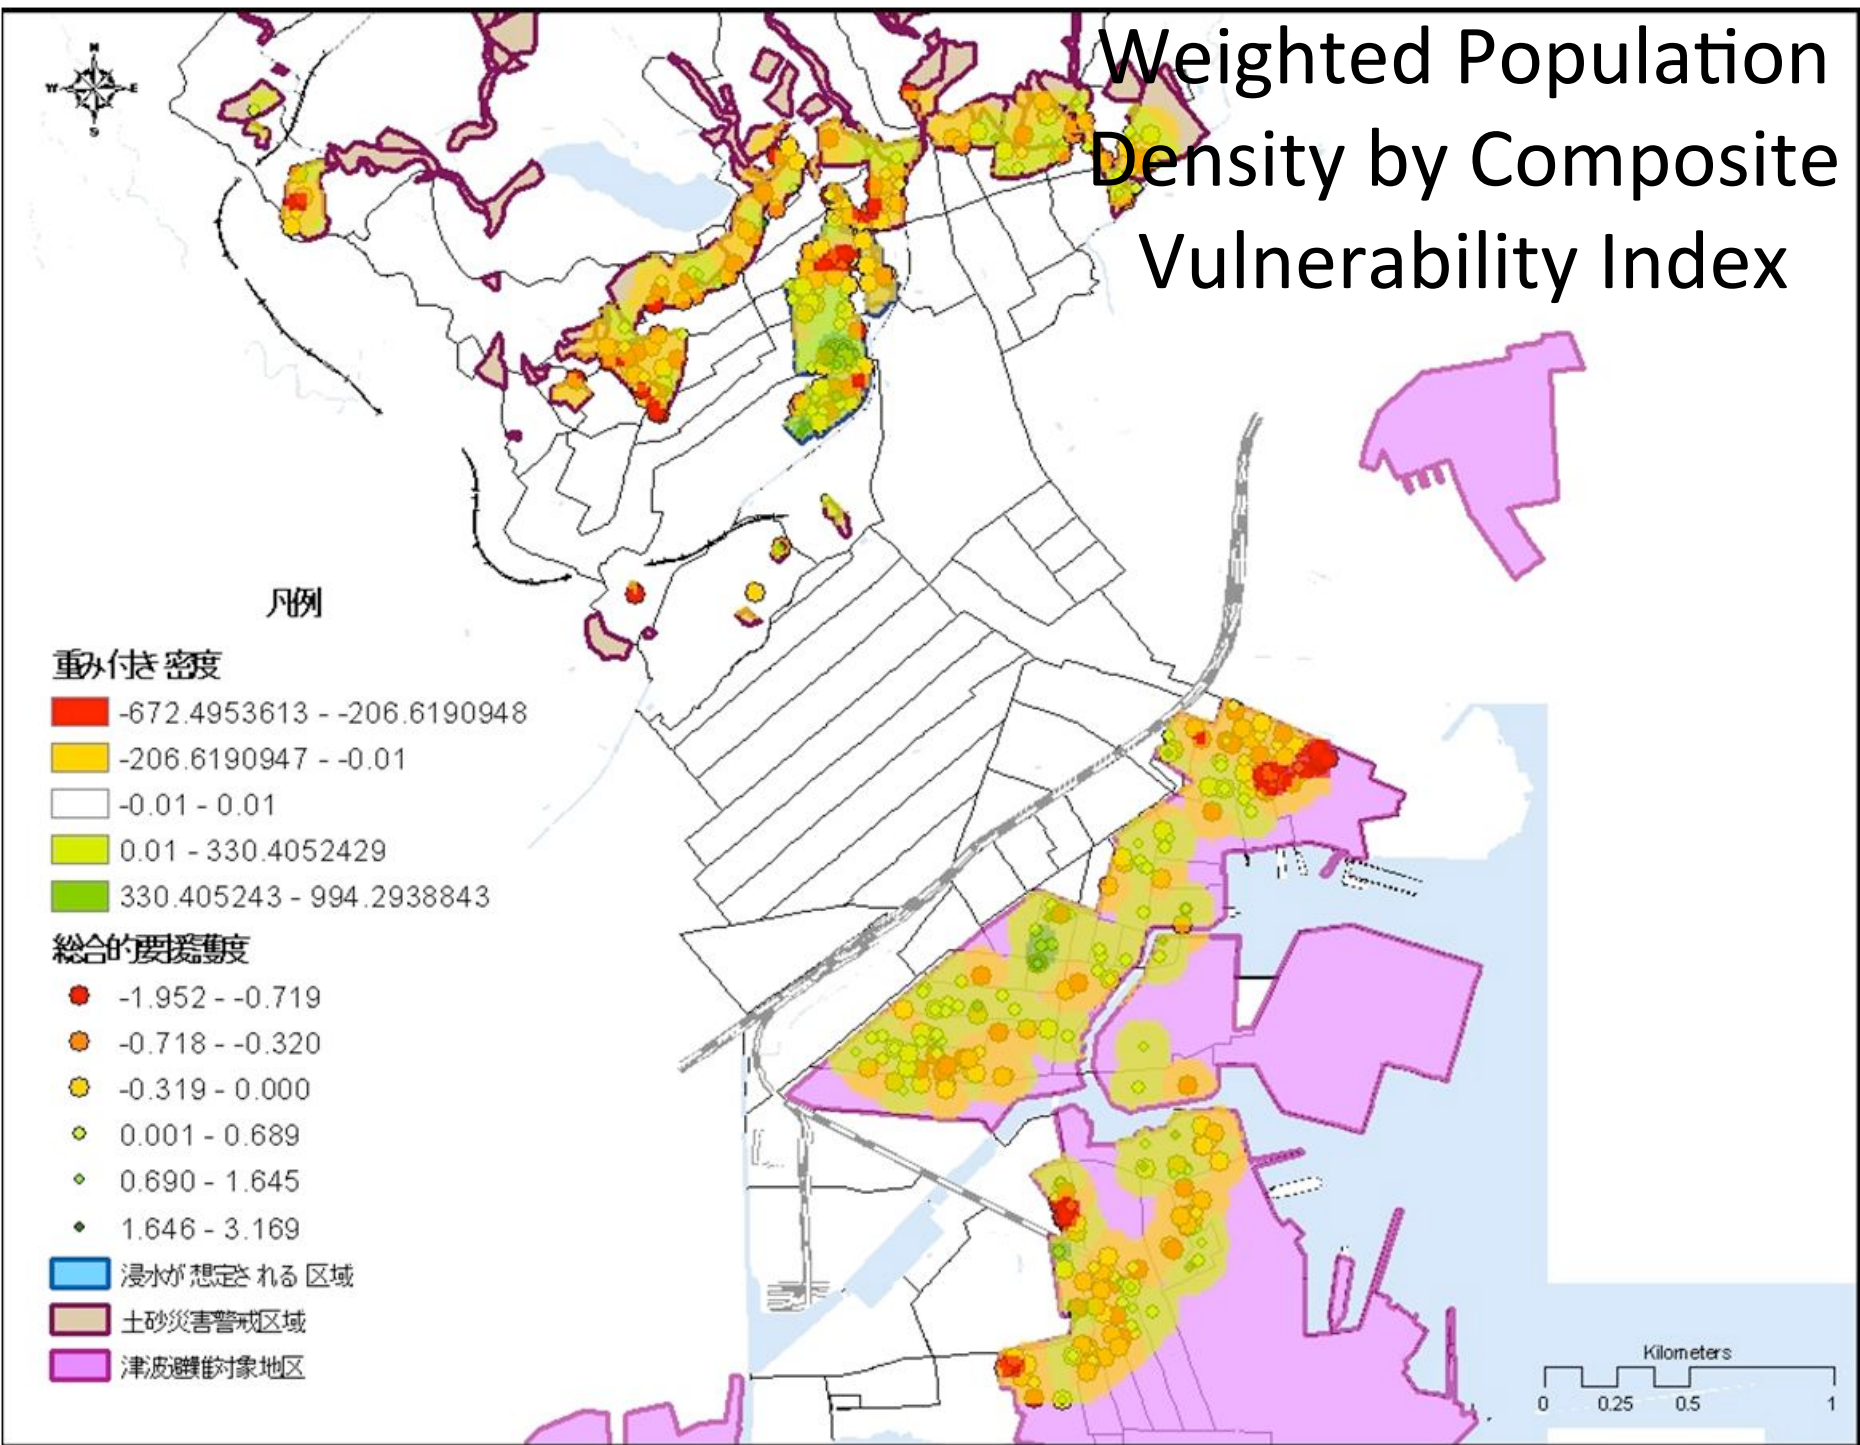 Weighted Population
Density by Composite
Vulnerability Index
N
W
E
S
凡例
重み付き密度
-672.4953613 - -206.6190948
-206.6190947 - -0.01
-0.01 - 0.01
0.01 - 330.4052429
330.405243 - 994.2938843
総合的要援護度
-1.952 - -0.719
-0.718 - -0.320
-0.319 - 0.000
0.001 - 0.689
0.690 - 1.645
1.646 - 3.169
浸水が想定される区域
土砂災害警戒区域
津波避難対象地区
Kilometers
0 0.25 0.5 1